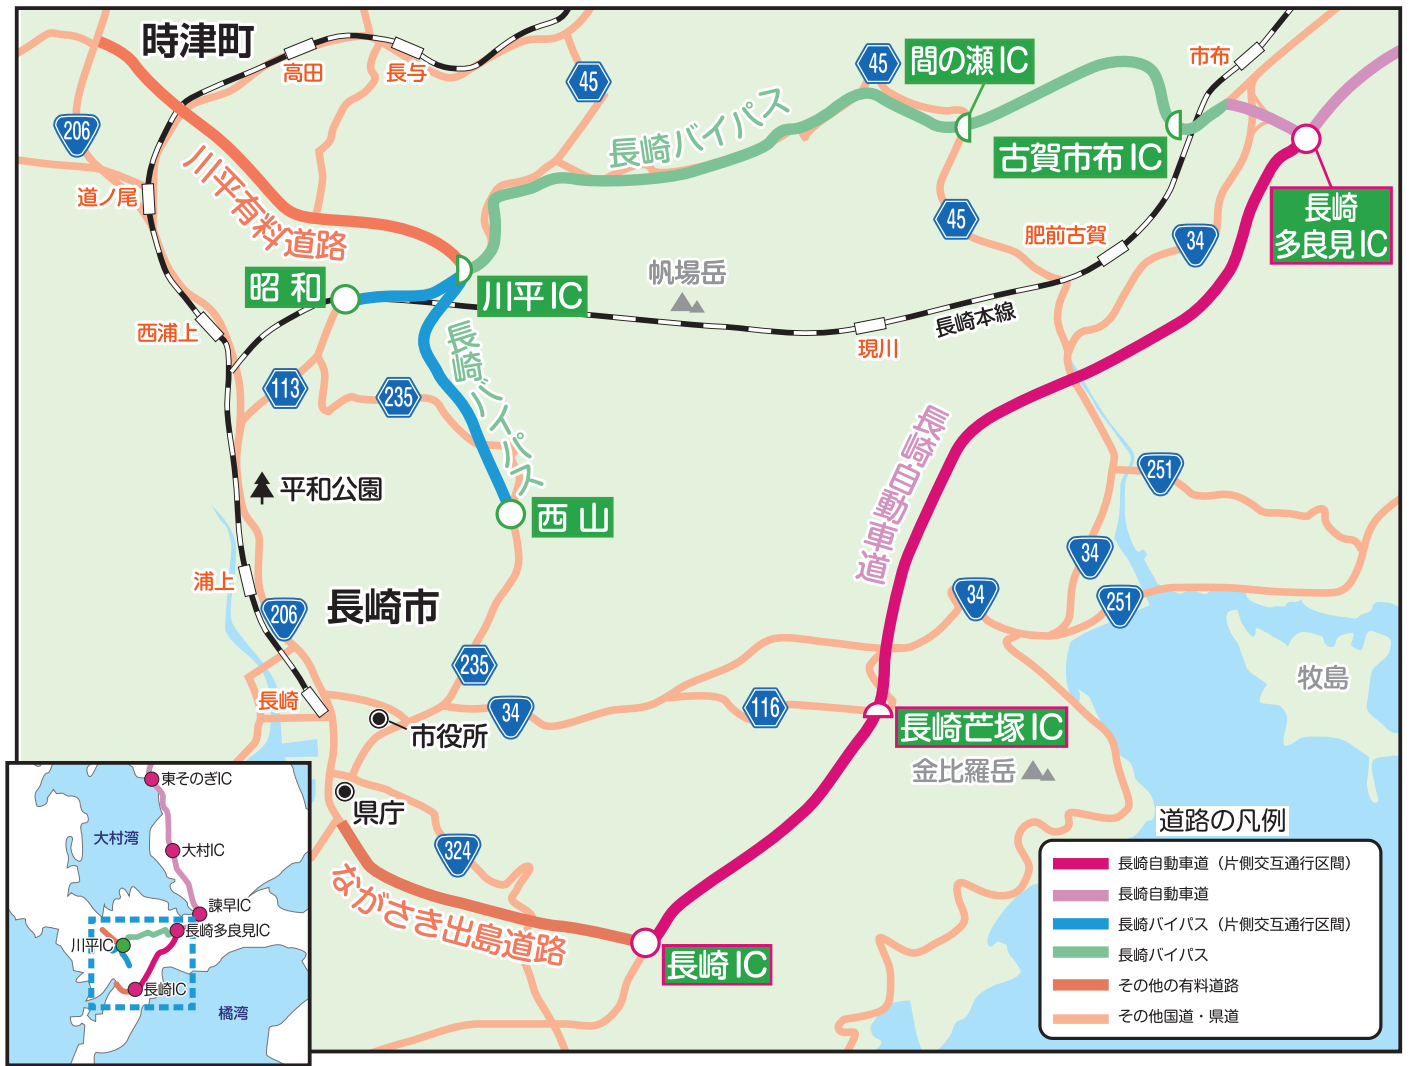 時津町
高田
長与
45
45
間の瀬IC
市布
206
長崎バイパス
古賀市布IC
川平有料道路
道ノ尾
45
肥前古賀
34
長崎
多良見IC
昭和
川平IC
帆場岳
長崎本線
西浦上
現川
長崎バイパス
113
235
長崎自動車道
平和公園
251
西山
34
浦上
206
34
251
長崎市
235
長崎
34
116
牧島
市役所
長崎芒塚IC
金比羅岳
県庁
324
ながさき出島道路
長崎IC
東そのぎIC
大村湾
大村IC
諫早IC
長崎多良見IC
川平IC
長崎IC
橘湾
道路の凡例
長崎自動車道（片側交互通行区間）
長崎自動車道
長崎バイパス（片側交互通行区間）
長崎バイパス
その他の有料道路
その他国道・県道